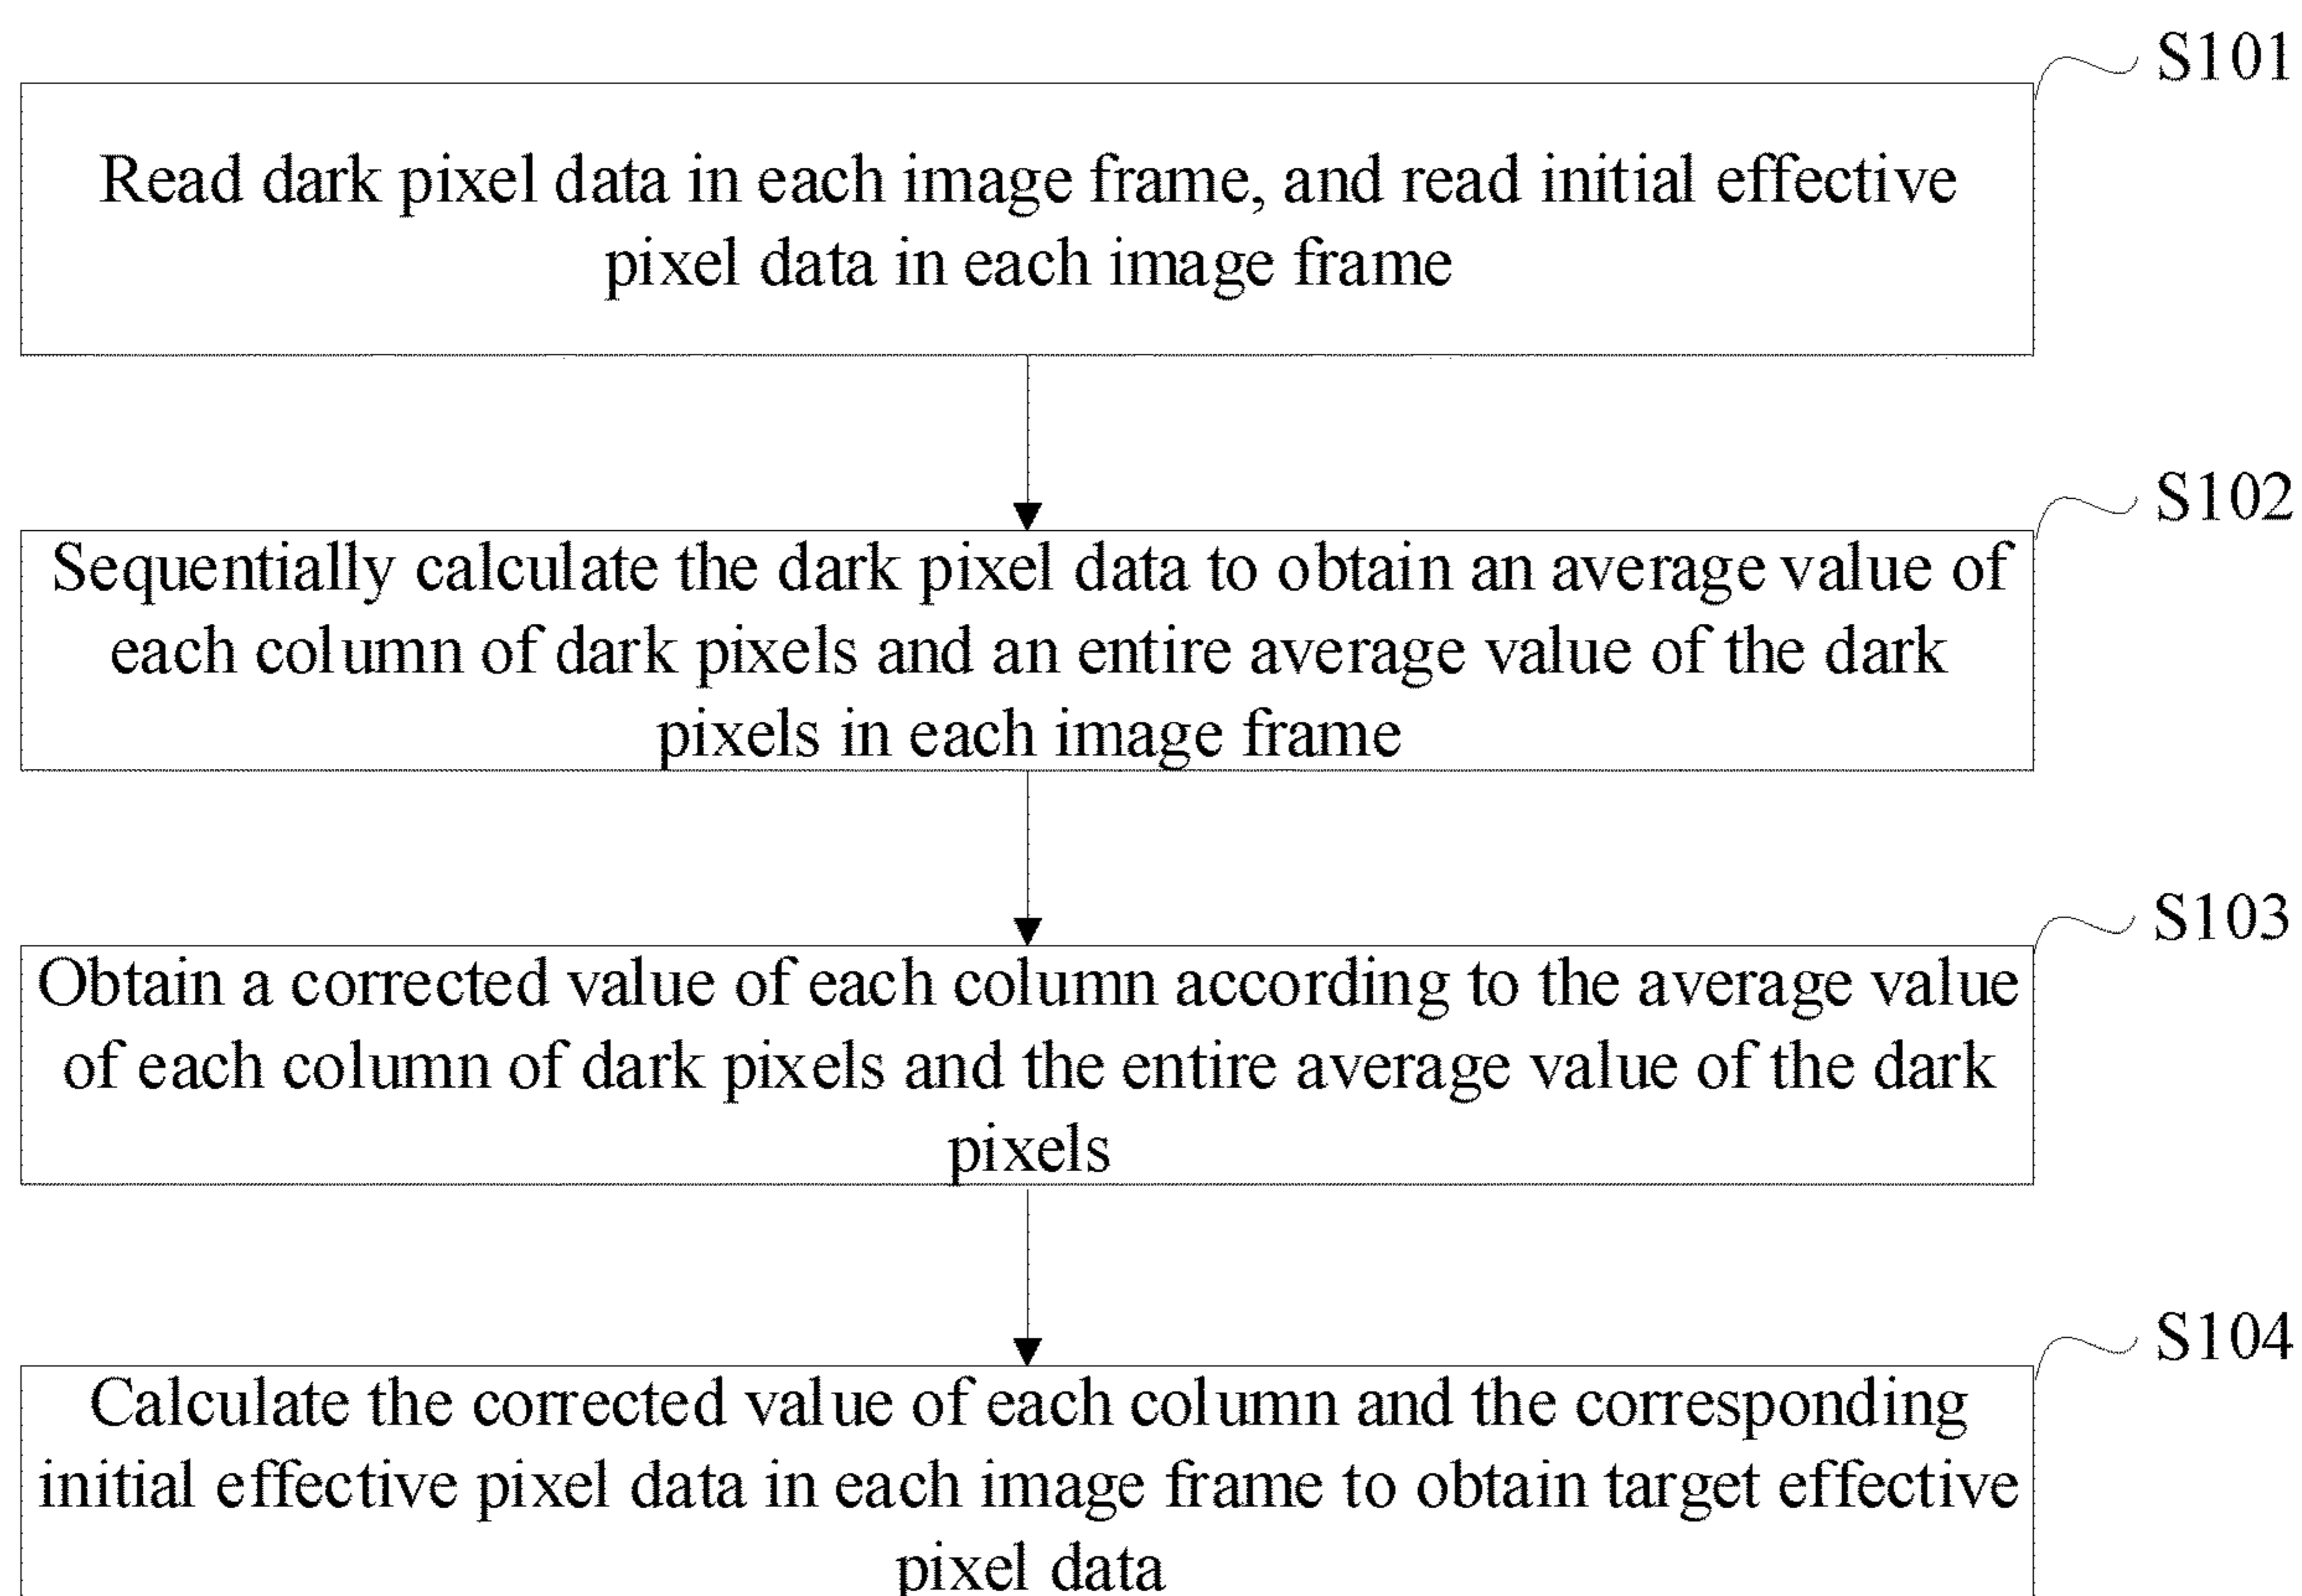 S101
Read dark pixel data in each image frame, and read initial effective
pixel data in each image frame
S102
Sequentially calculate the dark pixel data to obtain an average value of
each column of dark pixels and an entire average value of the dark
pixels in each image frame
S103
Obtain a corrected value of each column according to the average value
of each column of dark pixels and the entire average value of the dark
pixels
S104
Calculate the corrected value of each column and the corresponding
initial effective pixel data in each image frame to obtain target effective
pixel data